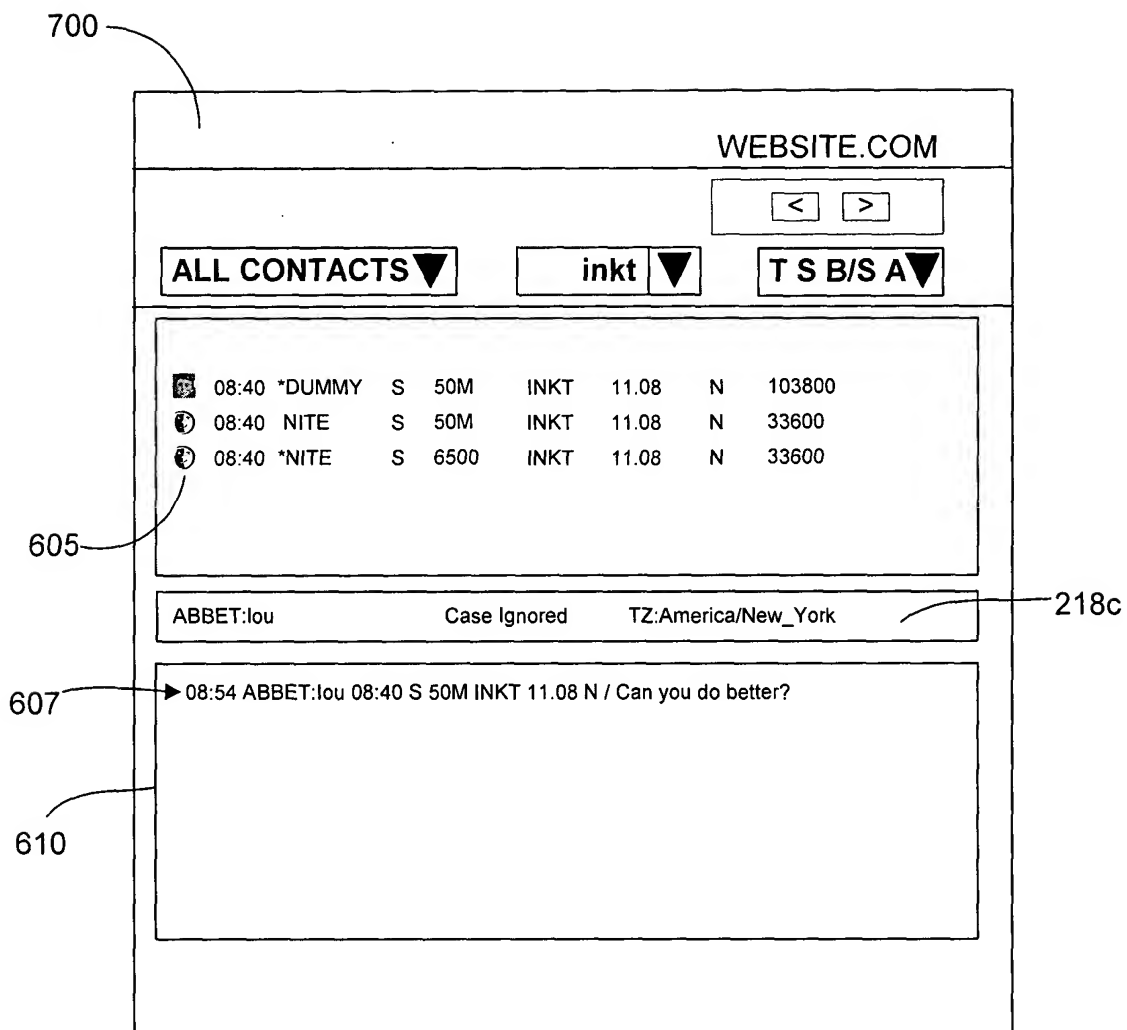 700
WEBSITE.COM
< >
ALL CONTACTS inkt T S B/S A
08:40 *DUMMY S 50M INKT 11.08 N 103800
08:40 NITE S 50M INKT 11.08 N 33600
08:40 *NITE S 6500 INKT 11.08 N 33600
605
ABBET:lou Case Ignored TZ:America/New_York
218c
607
08:54 ABBET:lou 08:40 S 50M INKT 11.08 N / Can you do better?
610